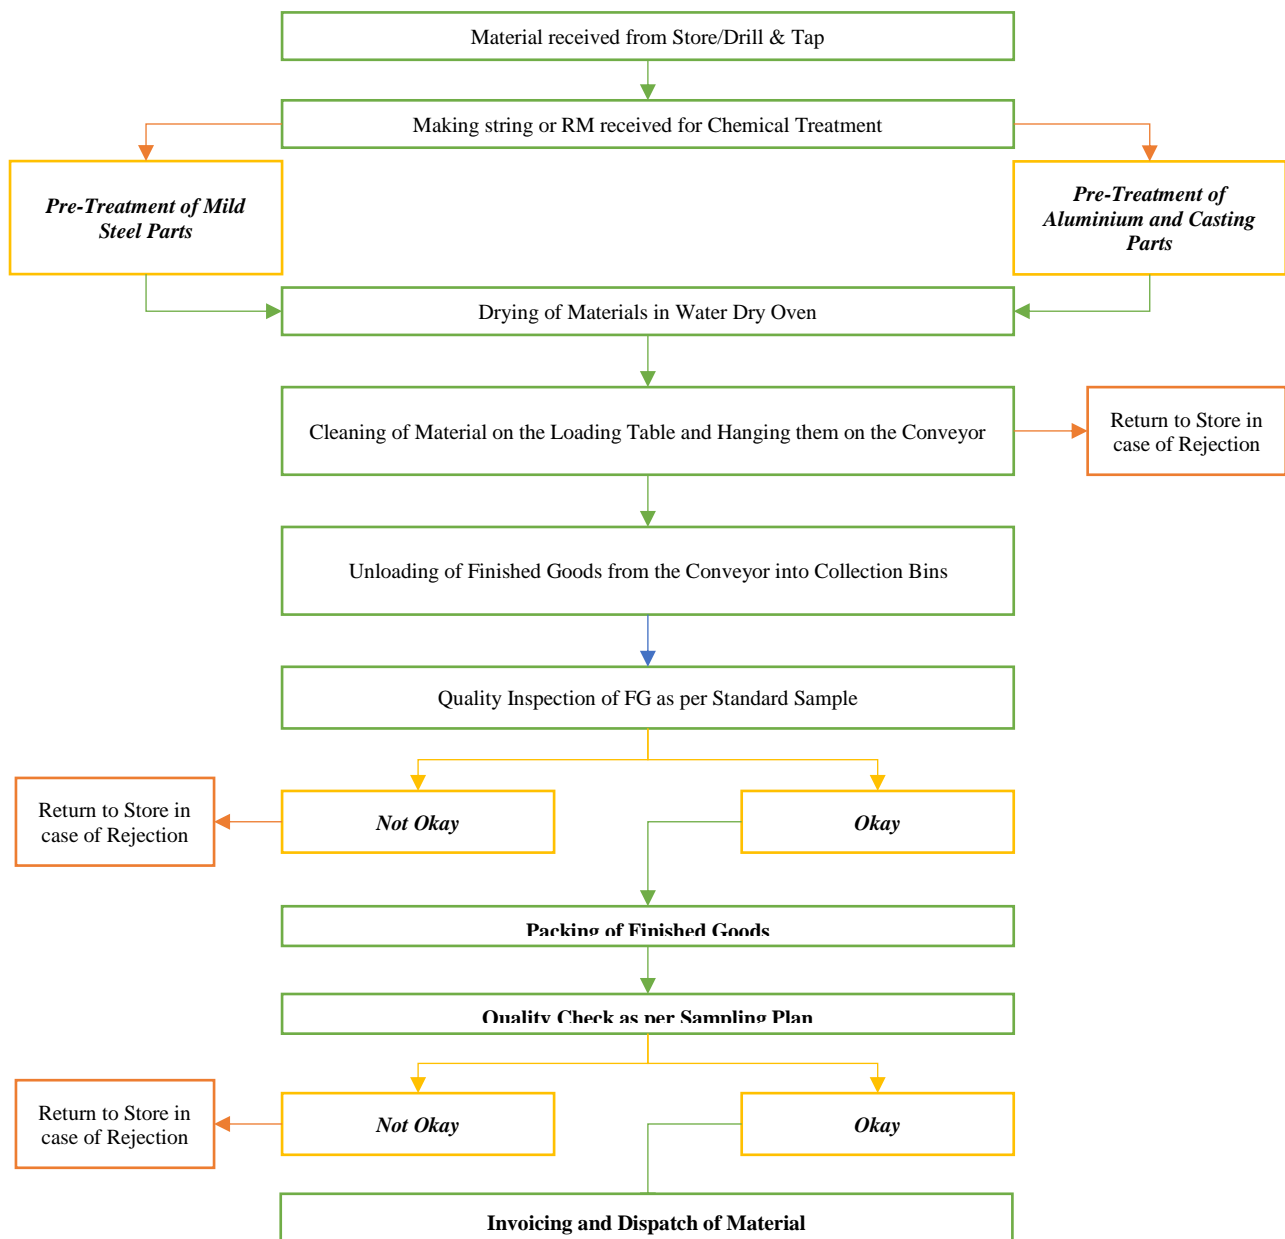 Material received from Store/Drill & Tap
Making string or RM received for Chemical Treatment
Pre-Treatment of Mild
Steel Parts
Pre-Treatment of
Aluminium and Casting
Parts
Drying of Materials in Water Dry Oven
Cleaning of Material on the Loading Table and Hanging them on the Conveyor
Return to Store in
case of Rejection
Unloading of Finished Goods from the Conveyor into Collection Bins
Quality Inspection of FG as per Standard Sample
Return to Store in
case of Rejection
Not Okay
Okay
Packing of Finished Goods
Quality Check as per Sampling Plan
Return to Store in
case of Rejection
Not Okay
Okay
Invoicing and Dispatch of Material